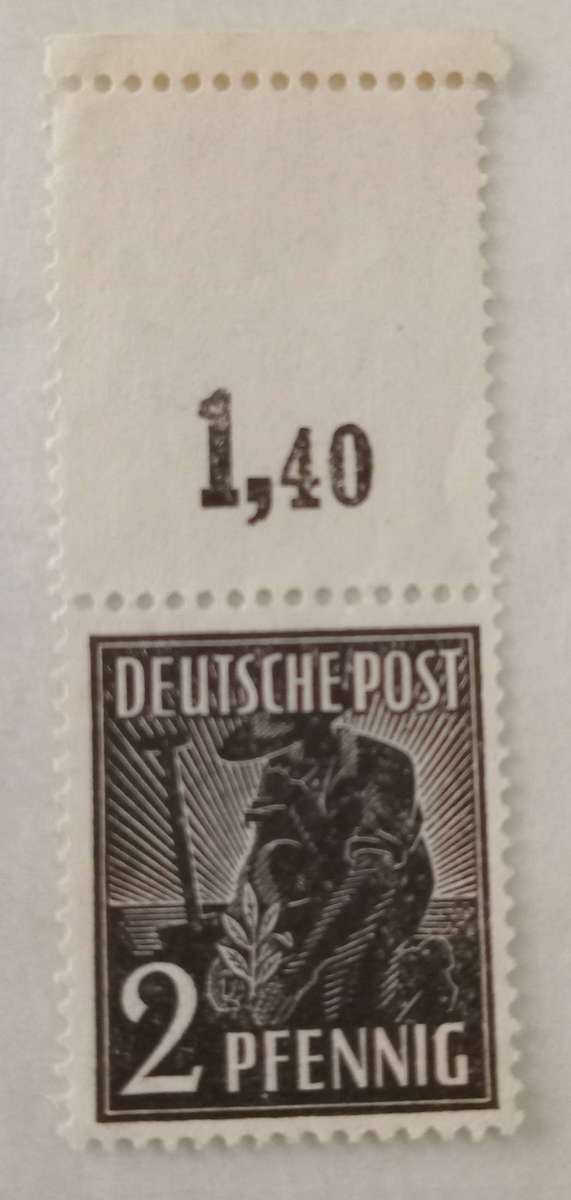 1,40
DEUTSCHE POST
2 PFENNIG